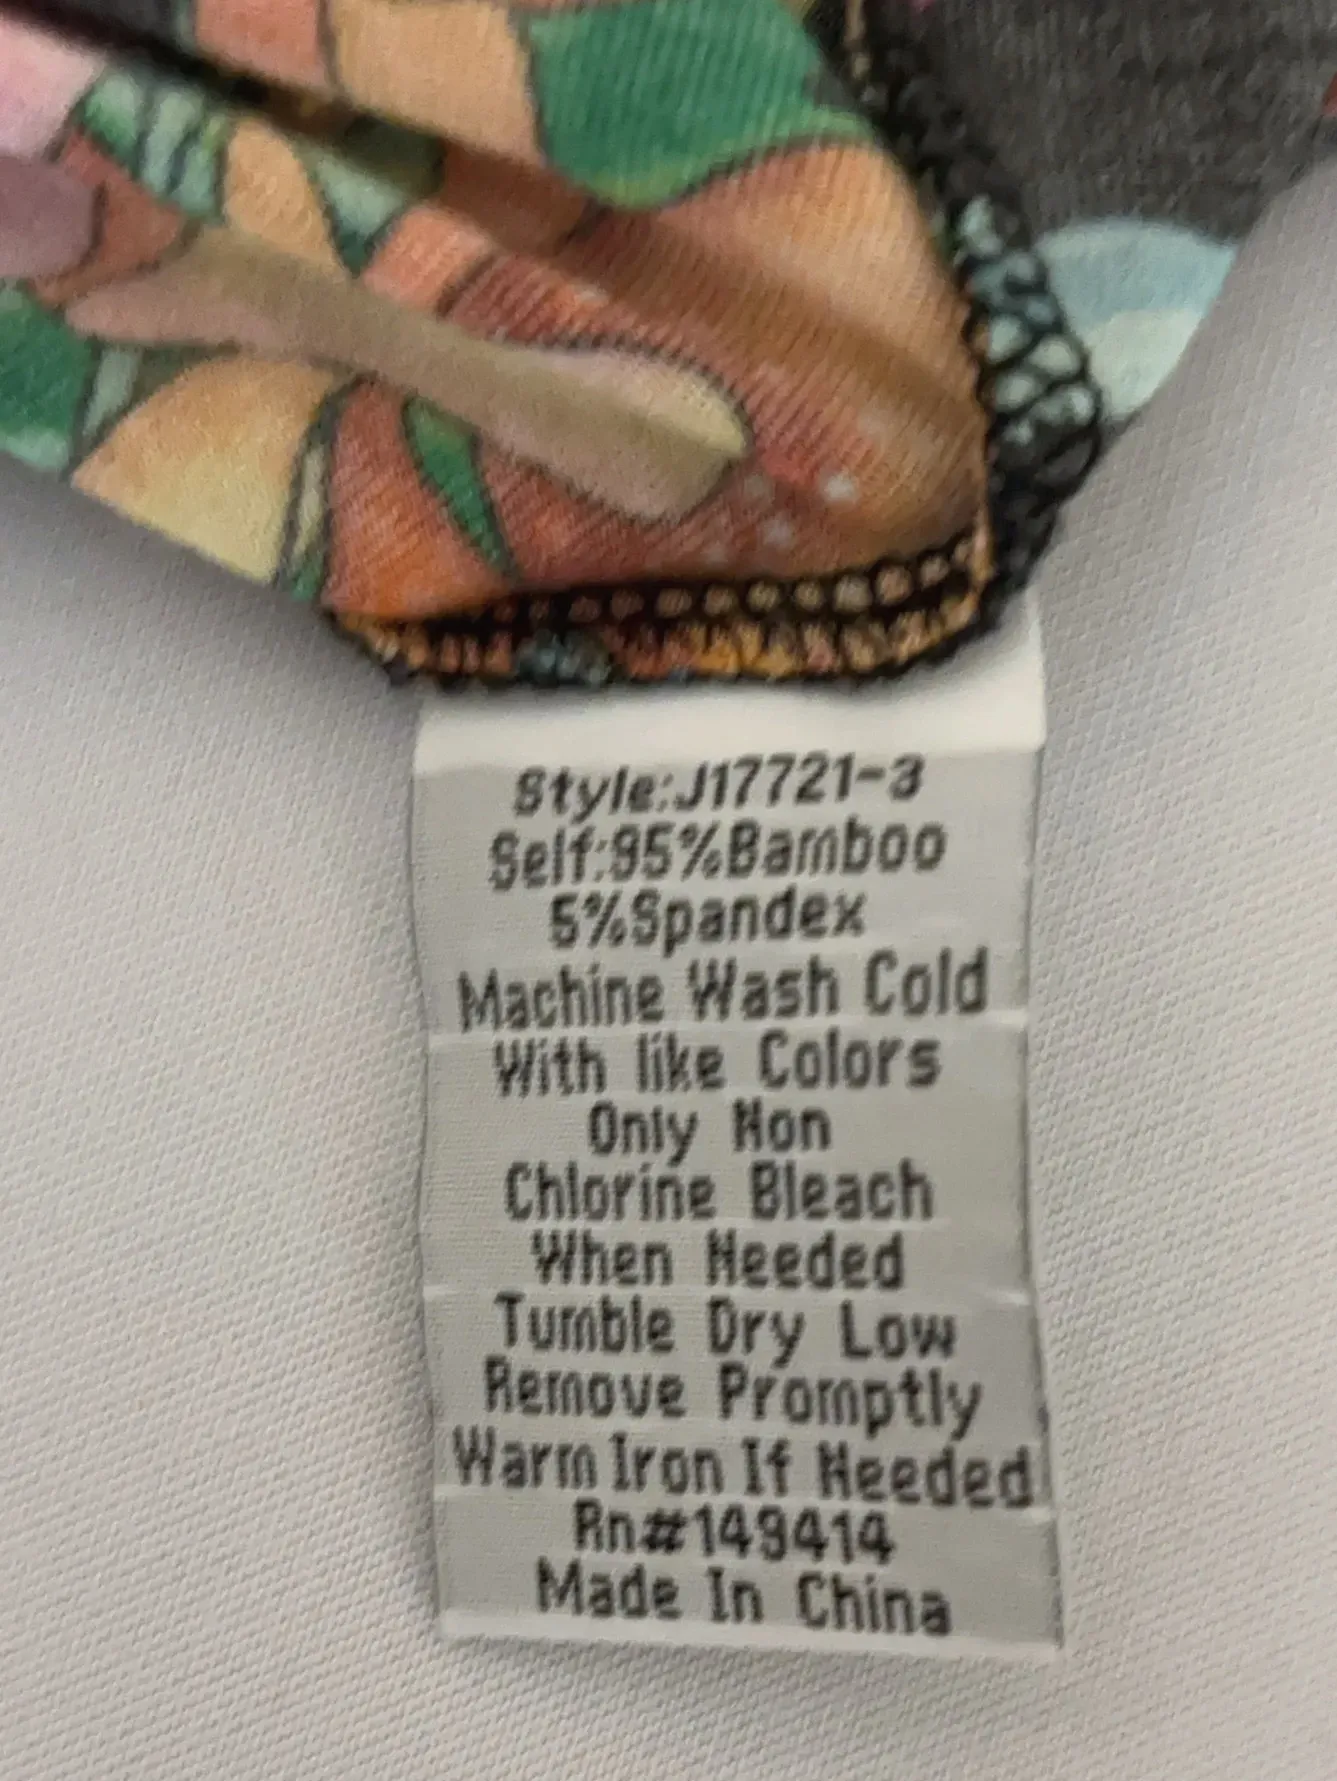 Style:J17721-3
Self:95%Bamboo
5%Spandex
Machine Wash Cold
With like Colors
Only Non
Chlorine Bleach
When Needed
Tumble Dry Low
Remove Promptly
Warm Iron If Needed
Rn#149414
Made In China